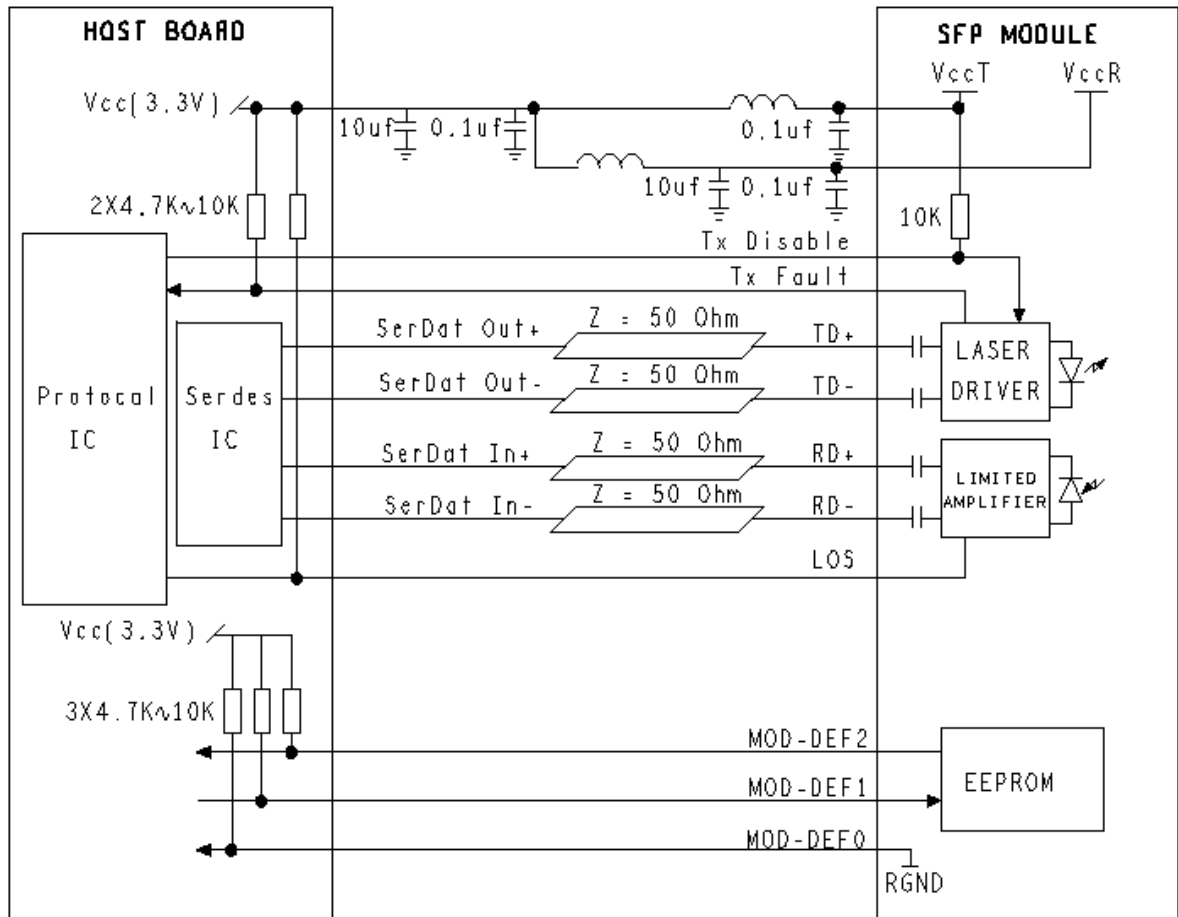 HOST BOARD
SFP MODULE
VccT
VccR
Vcc(3.3V)
10uf
0.1uf
0.1uf
10uf
0.1uf
2X4.7K∿10K
10K
Tx Disable
Tx Fault
SerDat Out+
Z = 50 Ohm
TD+
SerDat Out-
Z = 50 Ohm
TD-
LASER
DRIVER
Protocal
IC
Serdes
IC
SerDat In+
Z = 50 Ohm
RD+
SerDat In-
Z = 50 Ohm
RD-
LIMITED
AMPLIFIER
LOS
Vcc(3.3V)
3X4.7K∿10K
MOD-DEF2
MOD-DEF1
MOD-DEF0
EEPROM
RGND